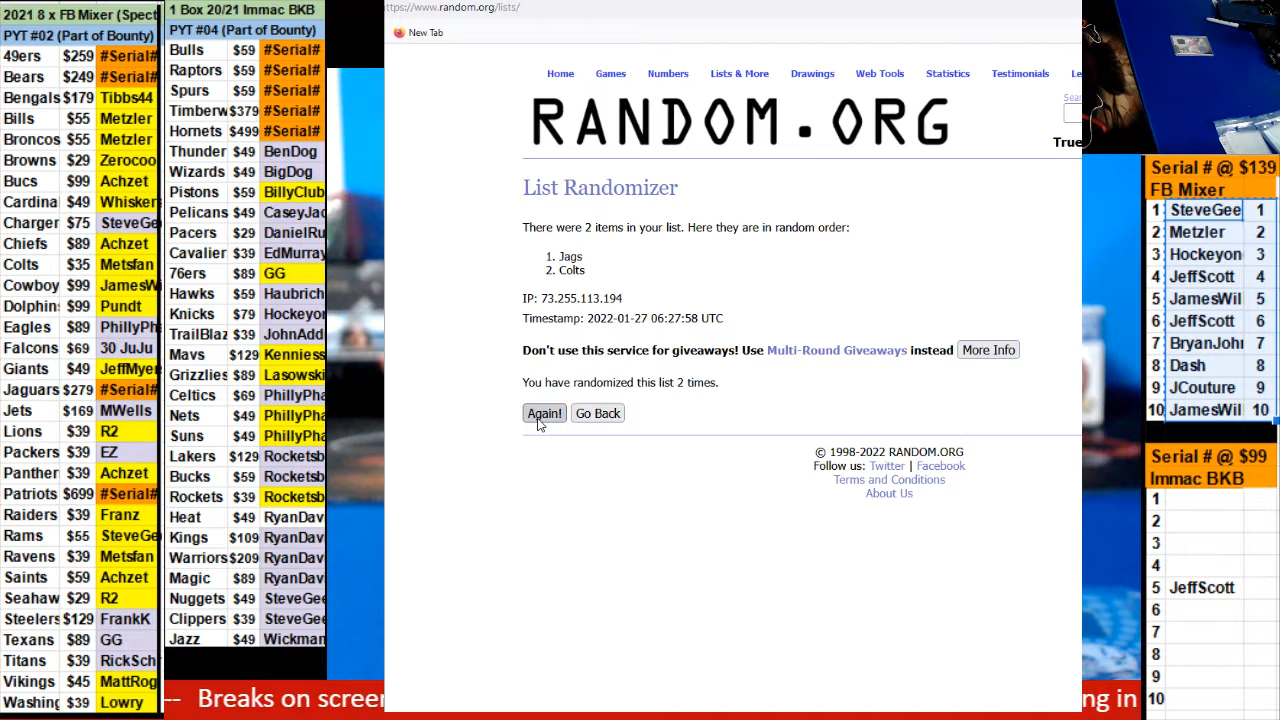 2021 8 x FB Mixer (Spect
PYT #02 (Part of Bounty)
49ers $259 #Serial#
Bears $249 #Serial#
Bengals $179 Tibbs44
Bills $55 Metzler
Broncos $55 Metzler
Browns $29 Zerocoo
Bucs $99 Achzet
Cardina $49 Whiskers
Charger $75 SteveGe
Chiefs $89 Achzet
Colts $35 Metsfan
Cowboy $99 JamesW
Dolphin $99 Pundt
Eagles $89 PhillyPh
Falcons $69 30 JuJu
Giants $49 JeffMyer
Jaguars $279 #Serial#
Jets $169 MWells
Lions $39 R2
Packers $39 EZ
Panther $39 Achzet
Patriots $699 #Serial#
Raiders $39 Franz
Rams $55 SteveGe
Ravens $39 Metsfan
Saints $59 Achzet
Seahaw $29 R2
Steelers $129 FrankK
Texans $89 GG
Titans $39 RickSch
Vikings $45 MattRog
Washing $39 Lowry
1 Box 20/21 Immac BKB
PYT #04 (Part of Bounty)
Bulls $59 #Serial#
Raptors $59 #Serial#
Spurs $59 #Serial#
Timberw $379 #Serial#
Hornets $499 #Serial#
Thunder $49 BenDog
Wizards $49 BigDog
Pistons $59 BillyClub
Pelicans $49 CaseyJac
Pacers $29 DanielRu
Cavalier $39 EdMurray
76ers $89 GG
Hawks $59 Haubrich
Knicks $79 Hockeyor
TrailBlaz $39 JohnAdd
Mavs $129 Kenniess
Grizzlies $89 Lasowski
Celtics $69 PhillyPha
Nets $49 PhillyPha
Suns $49 PhillyPha
Lakers $129 Rocketsb
Bucks $59 Rocketsb
Rockets $39 Rocketsb
Heat $49 RyanDav
Kings $109 RyanDav
Warriors $209 RyanDav
Magic $89 RyanDav
Nuggets $49 SteveGee
Clippers $39 SteveGee
Jazz $49 Wickman
ttps://www.random.org/lists/
New Tab
Home Games Numbers Lists & More Drawings Web Tools Statistics Testimonials Le
RANDOM.ORG
Sear
True
List Randomizer
There were 2 items in your list. Here they are in random order:
1. Jags
2. Colts
IP: 73.255.113.194
Timestamp: 2022-01-27 06:27:58 UTC
Don't use this service for giveaways! Use Multi-Round Giveaways instead More Info
You have randomized this list 2 times.
Again! Go Back
© 1998-2022 RANDOM.ORG
Follow us: Twitter | Facebook
Terms and Conditions
About Us
Serial # @ $139
FB Mixer
1 SteveGee 1
2 Metzler 2
3 Hockeyon 3
4 JeffScott 4
5 JamesWil 5
6 JeffScott 6
7 BryanJohn 7
8 Dash 8
9 JCouture 9
10 JamesWil 10
Serial # @ $99
Immac BKB
1
2
3
4
5 JeffScott
6
7
8
9
10
-- Breaks on screen
ng in